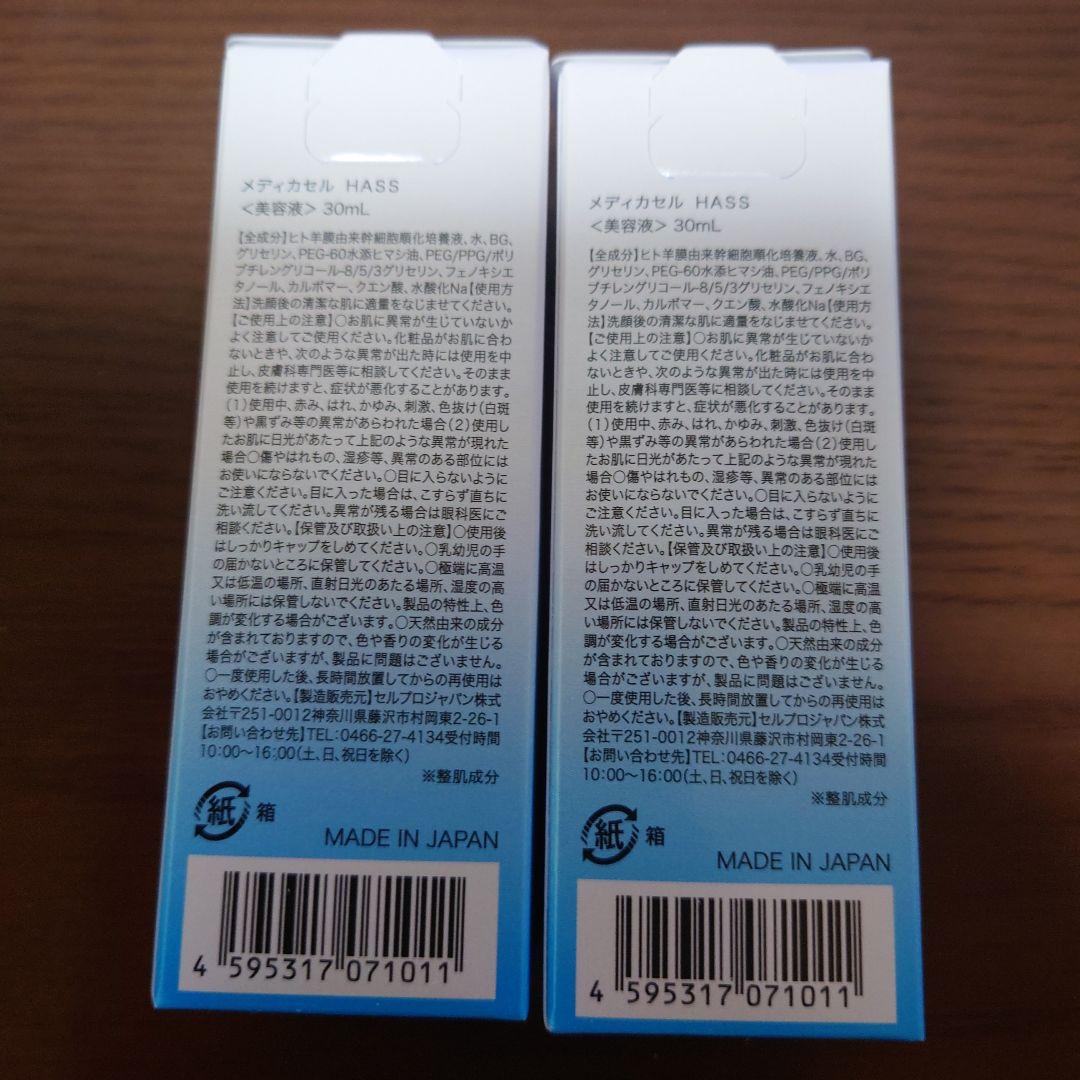 メディカセル HASS
＜美容液＞ 30mL
【全成分】ヒト羊膜由来幹細胞順化培養液、水、BG、
グリセリン、PEG-60水添ヒマシ油、PEG/PPG/ポリ
ブチレングリコール-8/5/3グリセリン、フェノキシエ
タノール、カルボマー、クエン酸、水酸化Na【使用方
法】洗顔後の清潔な肌に適量をなじませてください。
【ご使用上の注意】○お肌に異常が生じていないか
よく注意してご使用ください。化粧品がお肌に合わ
ないときや、次のような異常が出た時には使用を中
止し、皮膚科専門医等に相談してください。そのまま
使用を続けますと、症状が悪化することがあります。
(1)使用中、赤み、はれ、かゆみ、刺激、色抜け(白斑
等)や黒ずみ等の異常があらわれた場合(2)使用し
たお肌に日光があたって上記のような異常が現れた
場合○傷やはれもの、湿疹等、異常のある部位には
お使いにならないでください。○目に入らないように
ご注意ください。目に入った場合は、こすらず直ちに
洗い流してください。異常が残る場合は眼科医にご
相談ください。【保管及び取扱い上の注意】○使用後
はしっかりキャップをしめてください。○乳幼児の手
の届かないところに保管してください。○極端に高温
又は低温の場所、直射日光のあたる場所、湿度の高
い場所には保管しないでください。製品の特性上、色
調が変化する場合がございます。○天然由来の成分
が含まれておりますので、色や香りの変化が生じる
場合がございますが、製品に問題はございません。
○一度使用した後、長時間放置してからの再使用は
おやめください。【製造販売元】セルプロジャパン株式
会社〒251-0012神奈川県藤沢市村岡東2-26-1
【お問い合わせ先】TEL:0466-27-4134受付時間
10:00～16:00(土、日、祝日を除く)
※整肌成分
紙 箱
MADE IN JAPAN
4 595317 071011
メディカセル HASS
＜美容液＞ 30mL
【全成分】ヒト羊膜由来幹細胞順化培養液、水、BG、
グリセリン、PEG-60水添ヒマシ油、PEG/PPG/ポリ
ブチレングリコール-8/5/3グリセリン、フェノキシエ
タノール、カルボマー、クエン酸、水酸化Na【使用方
法】洗顔後の清潔な肌に適量をなじませてください。
【ご使用上の注意】○お肌に異常が生じていないか
よく注意してご使用ください。化粧品がお肌に合わ
ないときや、次のような異常が出た時には使用を中
止し、皮膚科専門医等に相談してください。そのまま
使用を続けますと、症状が悪化することがあります。
(1)使用中、赤み、はれ、かゆみ、刺激、色抜け(白斑
等)や黒ずみ等の異常があらわれた場合(2)使用し
たお肌に日光があたって上記のような異常が現れた
場合○傷やはれもの、湿疹等、異常のある部位には
お使いにならないでください。○目に入らないように
ご注意ください。目に入った場合は、こすらず直ちに
洗い流してください。異常が残る場合は眼科医にご
相談ください。【保管及び取扱い上の注意】○使用後
はしっかりキャップをしめてください。○乳幼児の手
の届かないところに保管してください。○極端に高温
又は低温の場所、直射日光のあたる場所、湿度の高
い場所には保管しないでください。製品の特性上、色
調が変化する場合がございます。○天然由来の成分
が含まれておりますので、色や香りの変化が生じる
場合がございますが、製品に問題はございません。
○一度使用した後、長時間放置してからの再使用は
おやめください。【製造販売元】セルプロジャパン株式
会社〒251-0012神奈川県藤沢市村岡東2-26-1
【お問い合わせ先】TEL:0466-27-4134受付時間
10:00～16:00(土、日、祝日を除く)
※整肌成分
紙 箱
MADE IN JAPAN
4 595317 071011